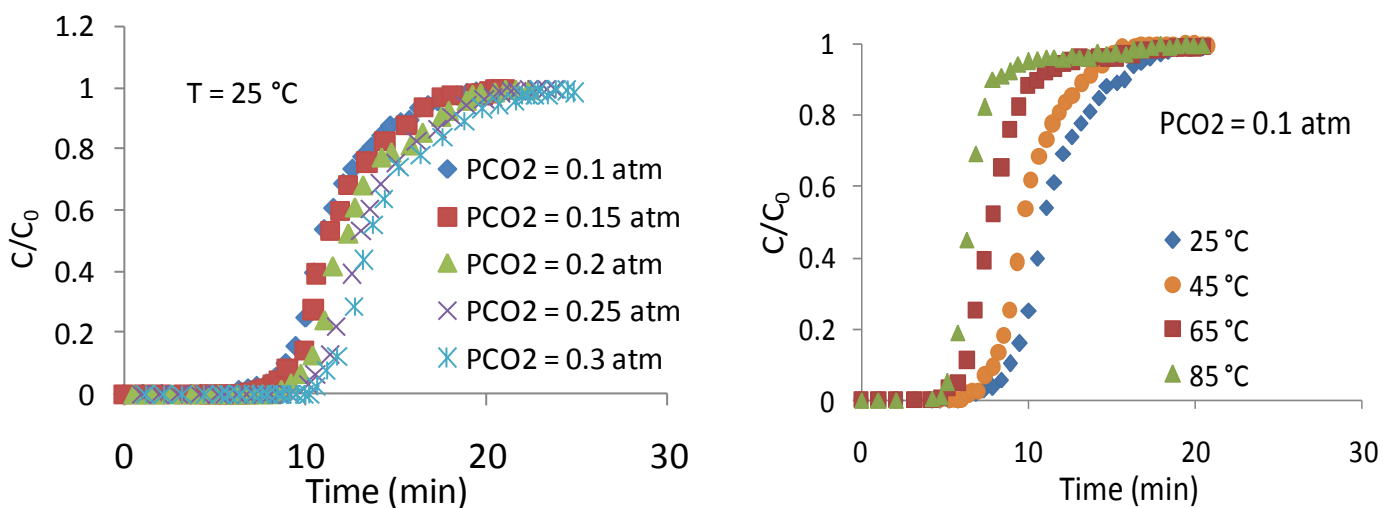 1.2
1
0.8
0.6
0.4
0.2
0
C/C0
T = 25 °C
PCO2 = 0.1 atm
PCO2 = 0.15 atm
PCO2 = 0.2 atm
PCO2 = 0.25 atm
PCO2 = 0.3 atm
0 10 20 30
Time (min)
1
0.8
0.6
0.4
0.2
0
C/C0
PCO2 = 0.1 atm
25 °C
45 °C
65 °C
85 °C
0 10 20 30
Time (min)